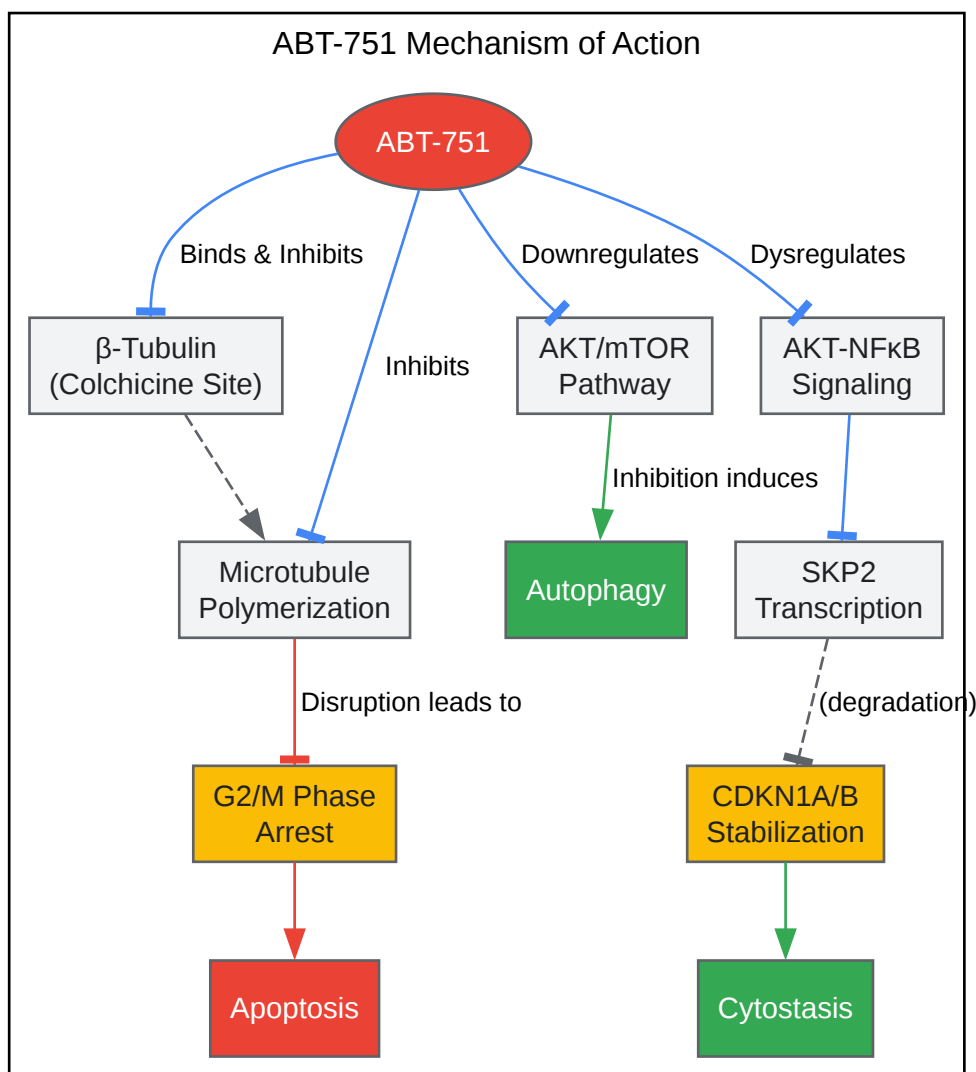 ABT-751 Mechanism of Action
ABT-751
Binds & Inhibits
Downregulates
Dysregulates
β-Tubulin
(Colchicine Site)
Inhibits
AKT/mTOR
Pathway
AKT-NFκB
Signaling
Inhibition induces
Microtubule
Polymerization
Autophagy
SKP2
Transcription
Disruption leads to
(degradation)
G2/M Phase
Arrest
CDKN1A/B
Stabilization
Apoptosis
Cytostasis